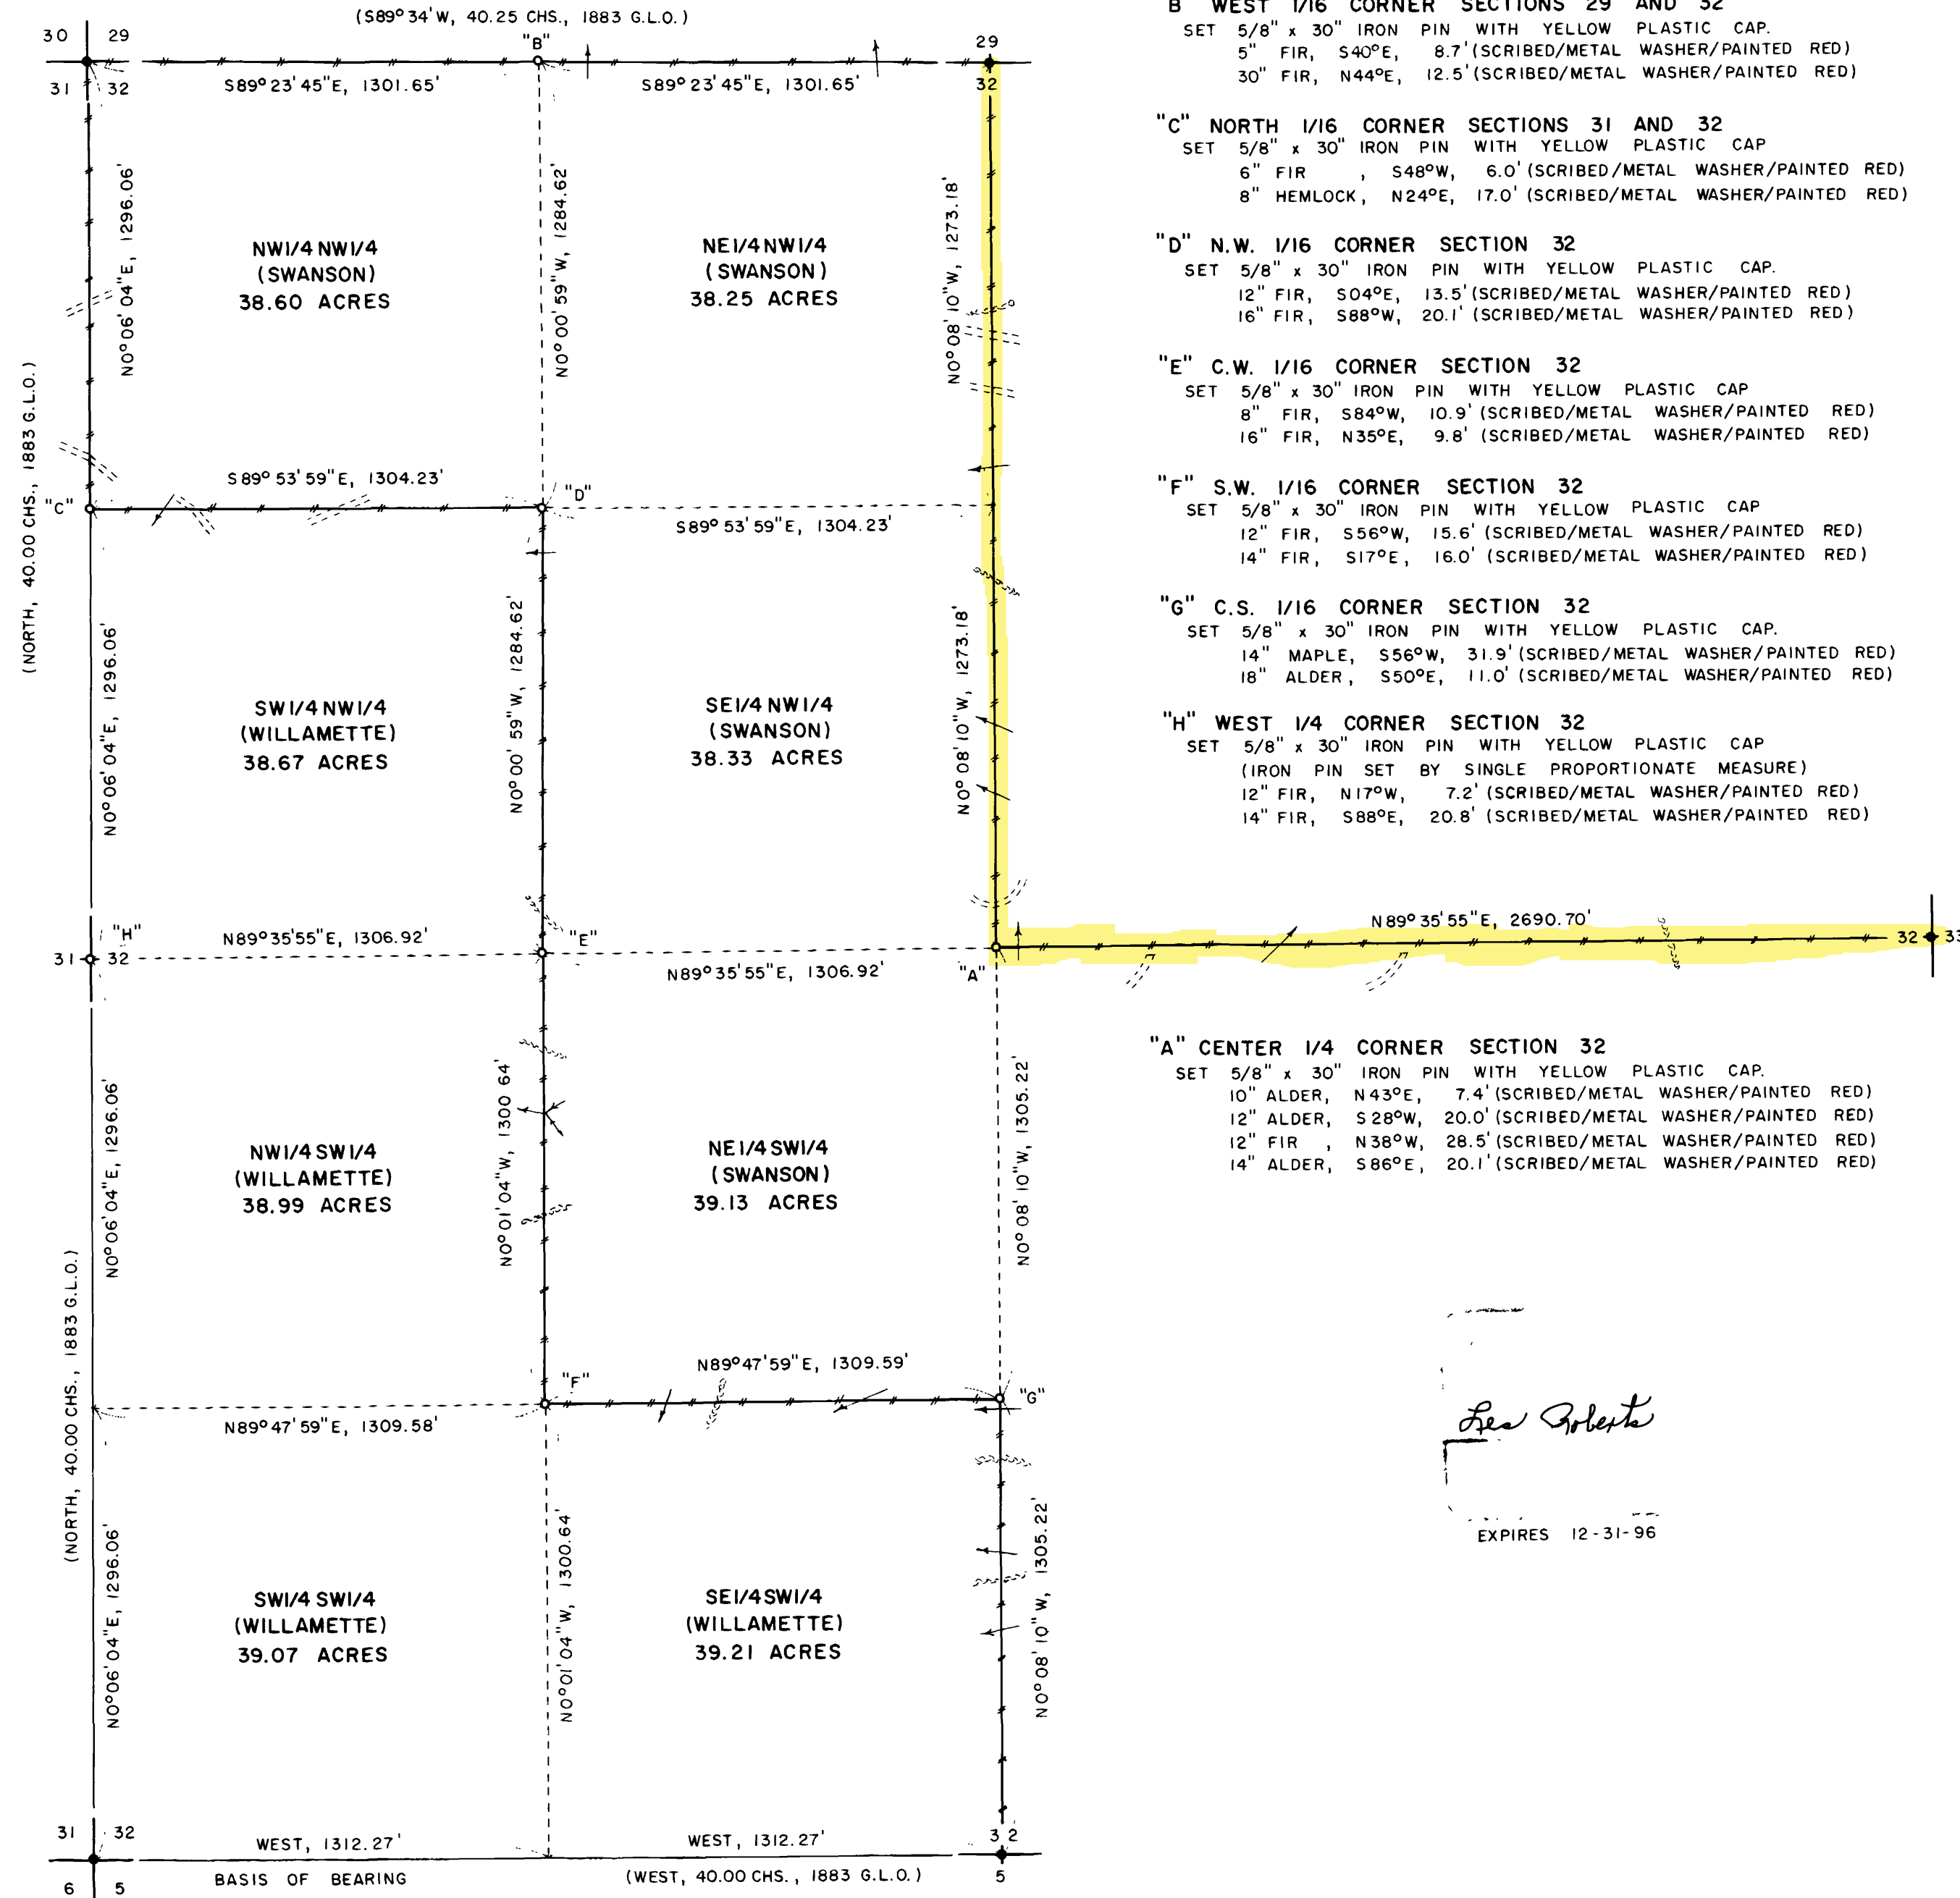 (S89°34'W, 40.25 CHS., 1883 G.L.O.)
30 29
"B"
29
31 32
S89°23'45"E, 1301.65'
S89°23'45"E, 1301.65'
32
N0°06'04"E, 1296.06'
N0°00'59"W, 1284.62'
N0°08'10"W, 1273.18'
NW1/4 NW1/4
(SWANSON)
38.60 ACRES
NE1/4 NW1/4
(SWANSON)
38.25 ACRES
(NORTH, 40.00 CHS., 1883 G.L.O.)
"C"
S89°53'59"E, 1304.23'
"D"
S89°53'59"E, 1304.23'
N0°06'04"E, 1296.06'
N0°00'59"W, 1284.62'
N0°08'10"W, 1273.18'
SW1/4 NW1/4
(WILLAMETTE)
38.67 ACRES
SE1/4 NW1/4
(SWANSON)
38.33 ACRES
"H"
31 32
N89°35'55"E, 1306.92'
"E"
N89°35'55"E, 1306.92'
"A"
N89°35'55"E, 2690.70'
32 33
N0°06'04"E, 1296.06'
N0°01'04"W, 1300.64'
N0°08'10"W, 1305.22'
NW1/4 SW1/4
(WILLAMETTE)
38.99 ACRES
NE1/4 SW1/4
(SWANSON)
39.13 ACRES
(NORTH, 40.00 CHS., 1883 G.L.O.)
N89°47'59"E, 1309.58'
"F"
N89°47'59"E, 1309.59'
"G"
N0°06'04"E, 1296.06'
N0°01'04"W, 1300.64'
N0°08'10"W, 1305.22'
SW1/4 SW1/4
(WILLAMETTE)
39.07 ACRES
SE1/4 SW1/4
(WILLAMETTE)
39.21 ACRES
31 32
WEST, 1312.27'
WEST, 1312.27'
32
6 5
BASIS OF BEARING
(WEST, 40.00 CHS., 1883 G.L.O.)
5
B WEST 1/16 CORNER SECTIONS 29 AND 32
SET 5/8" x 30" IRON PIN WITH YELLOW PLASTIC CAP.
5" FIR, S40°E, 8.7' (SCRIBED/METAL WASHER/PAINTED RED)
30" FIR, N44°E, 12.5' (SCRIBED/METAL WASHER/PAINTED RED)
"C" NORTH 1/16 CORNER SECTIONS 31 AND 32
SET 5/8" x 30" IRON PIN WITH YELLOW PLASTIC CAP
6" FIR , S48°W, 6.0' (SCRIBED/METAL WASHER/PAINTED RED)
8" HEMLOCK, N24°E, 17.0' (SCRIBED/METAL WASHER/PAINTED RED)
"D" N.W. 1/16 CORNER SECTION 32
SET 5/8" x 30" IRON PIN WITH YELLOW PLASTIC CAP.
12" FIR, S04°E, 13.5' (SCRIBED/METAL WASHER/PAINTED RED)
16" FIR, S88°W, 20.1' (SCRIBED/METAL WASHER/PAINTED RED)
"E" C.W. 1/16 CORNER SECTION 32
SET 5/8" x 30" IRON PIN WITH YELLOW PLASTIC CAP
8" FIR, S84°W, 10.9' (SCRIBED/METAL WASHER/PAINTED RED)
16" FIR, N35°E, 9.8' (SCRIBED/METAL WASHER/PAINTED RED)
"F" S.W. 1/16 CORNER SECTION 32
SET 5/8" x 30" IRON PIN WITH YELLOW PLASTIC CAP
12" FIR, S56°W, 15.6' (SCRIBED/METAL WASHER/PAINTED RED)
14" FIR, S17°E, 16.0' (SCRIBED/METAL WASHER/PAINTED RED)
"G" C.S. 1/16 CORNER SECTION 32
SET 5/8" x 30" IRON PIN WITH YELLOW PLASTIC CAP.
14" MAPLE, S56°W, 31.9' (SCRIBED/METAL WASHER/PAINTED RED)
18" ALDER, S50°E, 11.0' (SCRIBED/METAL WASHER/PAINTED RED)
"H" WEST 1/4 CORNER SECTION 32
SET 5/8" x 30" IRON PIN WITH YELLOW PLASTIC CAP
(IRON PIN SET BY SINGLE PROPORTIONATE MEASURE)
12" FIR, N17°W, 7.2' (SCRIBED/METAL WASHER/PAINTED RED)
14" FIR, S88°E, 20.8' (SCRIBED/METAL WASHER/PAINTED RED)
"A" CENTER 1/4 CORNER SECTION 32
SET 5/8" x 30" IRON PIN WITH YELLOW PLASTIC CAP.
10" ALDER, N43°E, 7.4' (SCRIBED/METAL WASHER/PAINTED RED)
12" ALDER, S28°W, 20.0' (SCRIBED/METAL WASHER/PAINTED RED)
12" FIR , N38°W, 28.5' (SCRIBED/METAL WASHER/PAINTED RED)
14" ALDER, S86°E, 20.1' (SCRIBED/METAL WASHER/PAINTED RED)
Les Roberts
EXPIRES 12-31-96